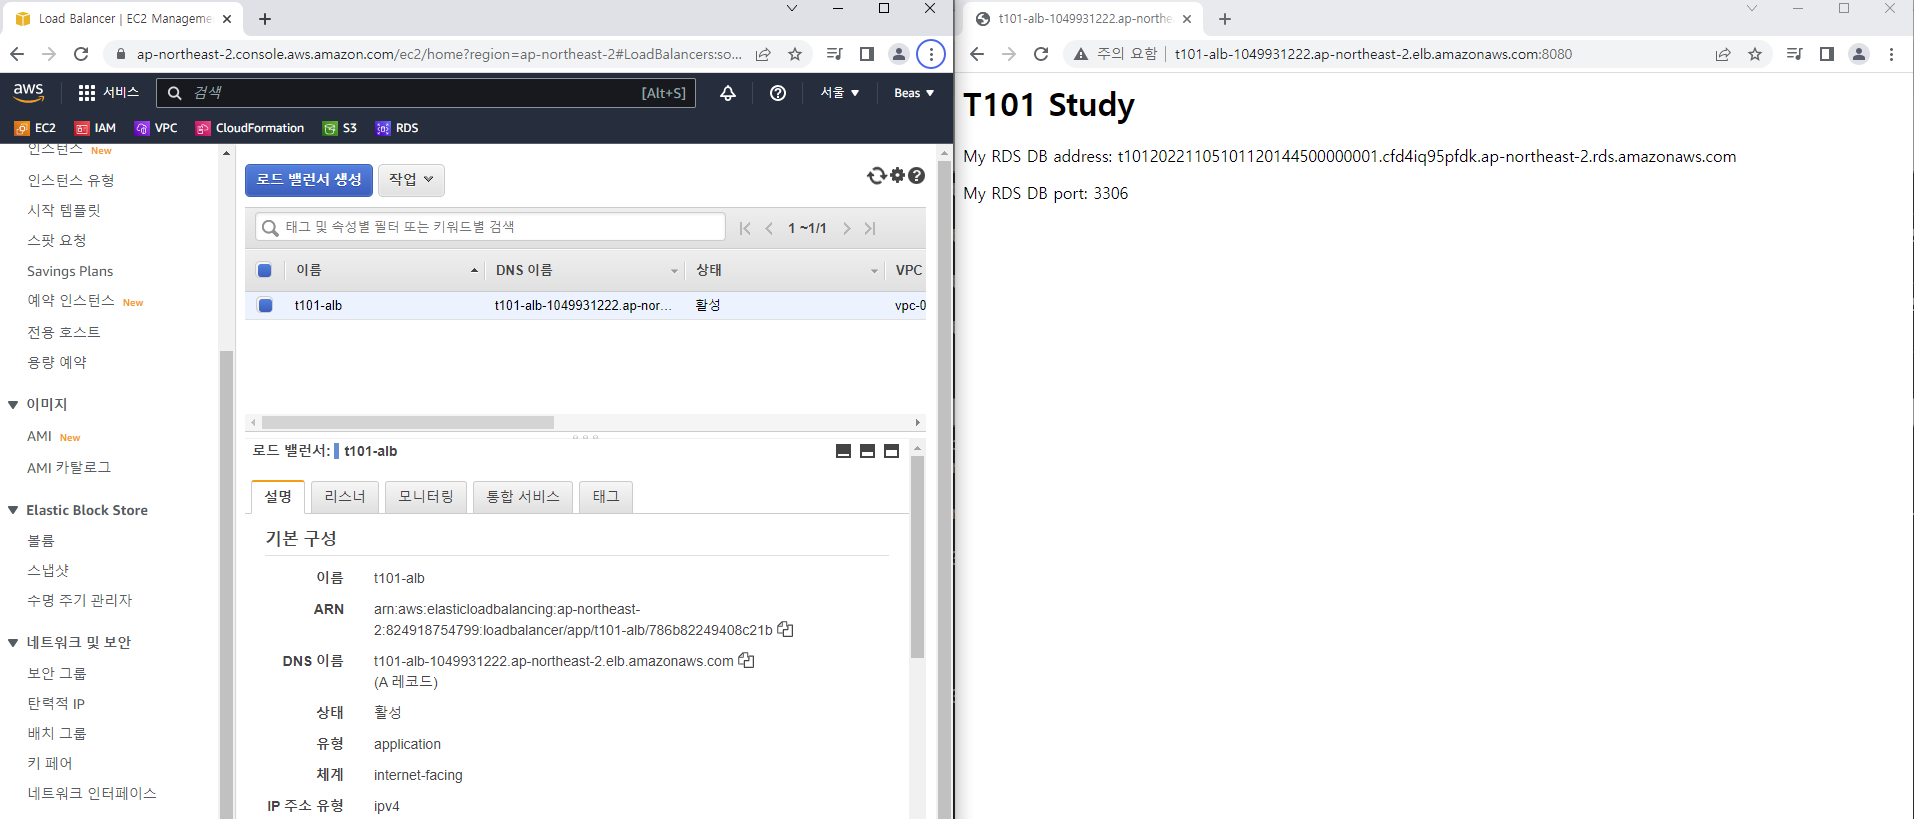 Load Balancer | EC2 Manageme
ap-northeast-2.console.aws.amazon.com/ec2/home?region=ap-northeast-2#LoadBalancers:so...
aws
서비스
검색
[Alt+S]
서울
Beas
EC2
IAM
VPC
CloudFormation
S3
RDS
인스턴스 New
인스턴스 유형
시작 템플릿
스팟 요청
Savings Plans
예약 인스턴스 New
전용 호스트
용량 예약
이미지
AMI New
AMI 카탈로그
Elastic Block Store
볼륨
스냅샷
수명 주기 관리자
네트워크 및 보안
보안 그룹
탄력적 IP
배치 그룹
키 페어
네트워크 인터페이스
로드 밸런서 생성
작업
태그 및 속성별 필터 또는 키워드별 검색
1 ~1/1
이름
DNS 이름
상태
VPC
t101-alb
t101-alb-1049931222.ap-nor...
활성
vpc-0
로드 밸런서: t101-alb
설명
리스너
모니터링
통합 서비스
태그
기본 구성
이름 t101-alb
ARN arn:aws:elasticloadbalancing:ap-northeast-
2:824918754799:loadbalancer/app/t101-alb/786b82249408c21b
DNS 이름 t101-alb-1049931222.ap-northeast-2.elb.amazonaws.com
(A 레코드)
상태 활성
유형 application
체계 internet-facing
IP 주소 유형 ipv4
t101-alb-1049931222.ap-northe
주의 요함 | t101-alb-1049931222.ap-northeast-2.elb.amazonaws.com:8080
T101 Study
My RDS DB address: t10120221105101120144500000001.cfd4iq95pfdk.ap-northeast-2.rds.amazonaws.com
My RDS DB port: 3306